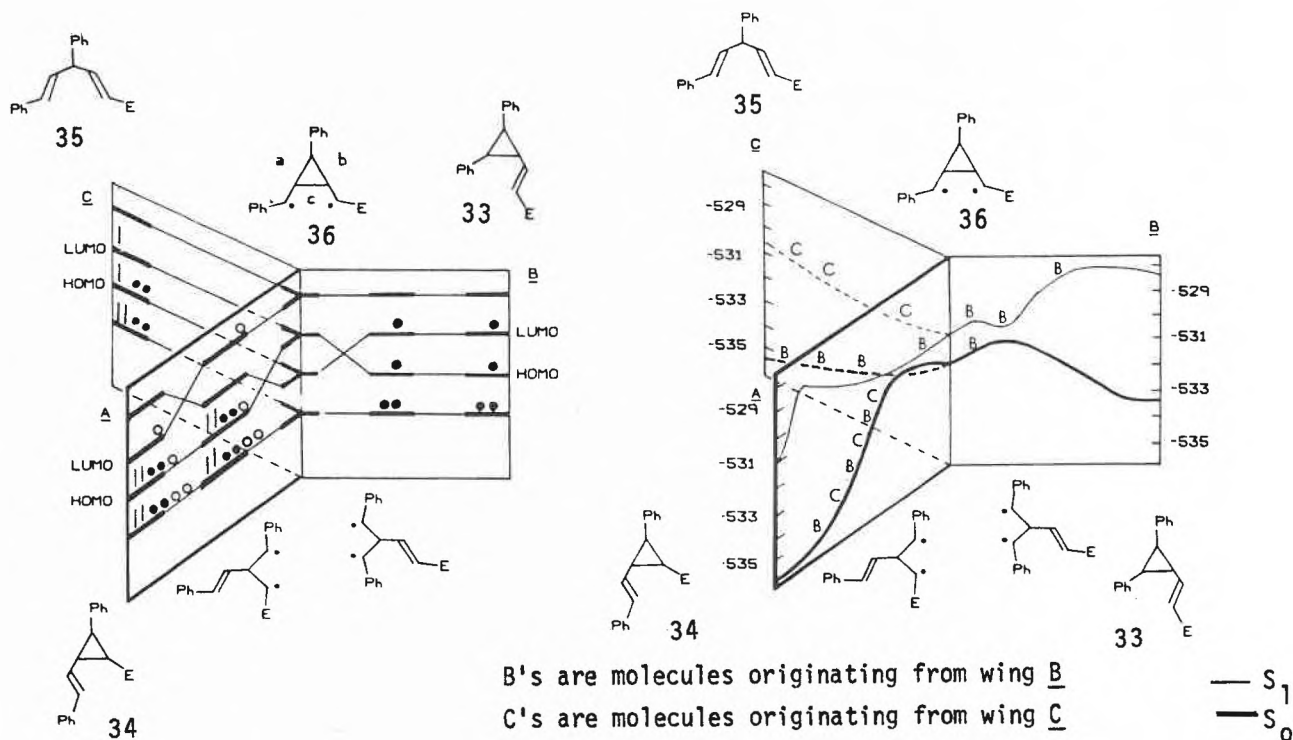 Ph
Ph
E
35
Ph
a
b
Ph
c
E
36
Ph
Ph
E
33
C
LUMO
HOMO
B
LUMO
HOMO
A
LUMO
HOMO
Ph
Ph
E
Ph
Ph
E
Ph
E
Ph
34
Ph
Ph
E
35
C
-529
-531
-533
-535
Ph
Ph
E
36
B
-529
-531
-533
-535
C
C
C
B
B
B
B
B
B
B
B
C
B
C
B
C
B
A
-529
-531
-533
-535
Ph
E
Ph
34
Ph
Ph
E
Ph
Ph
E
Ph
Ph
E
33
B's are molecules originating from wing B
C's are molecules originating from wing C
S1
So